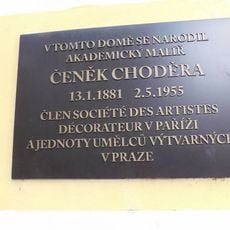 V TOMTO DOMĚ SE NARODIL
AKADEMICKÝ MALÍŘ
ČENĚK CHODĚRA
13.1.1881 2.5.1955
ČLEN SOCIÉTÉ DES ARTISTES
DÉCORATEUR V PAŘÍŽI
A JEDNOTY UMĚLCŮ VÝTVARNÝCH
V PRAZE